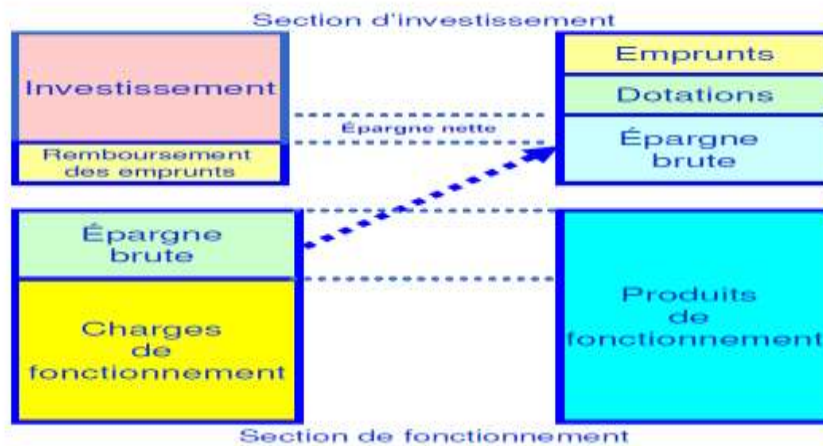 Section d'investissement
Investissement
Remboursement
des emprunts
Épargne nette
Emprunts
Dotations
Épargne
brute
Épargne
brute
Charges
de
fonctionnement
Produits
de
fonctionnement
Section de fonctionnement